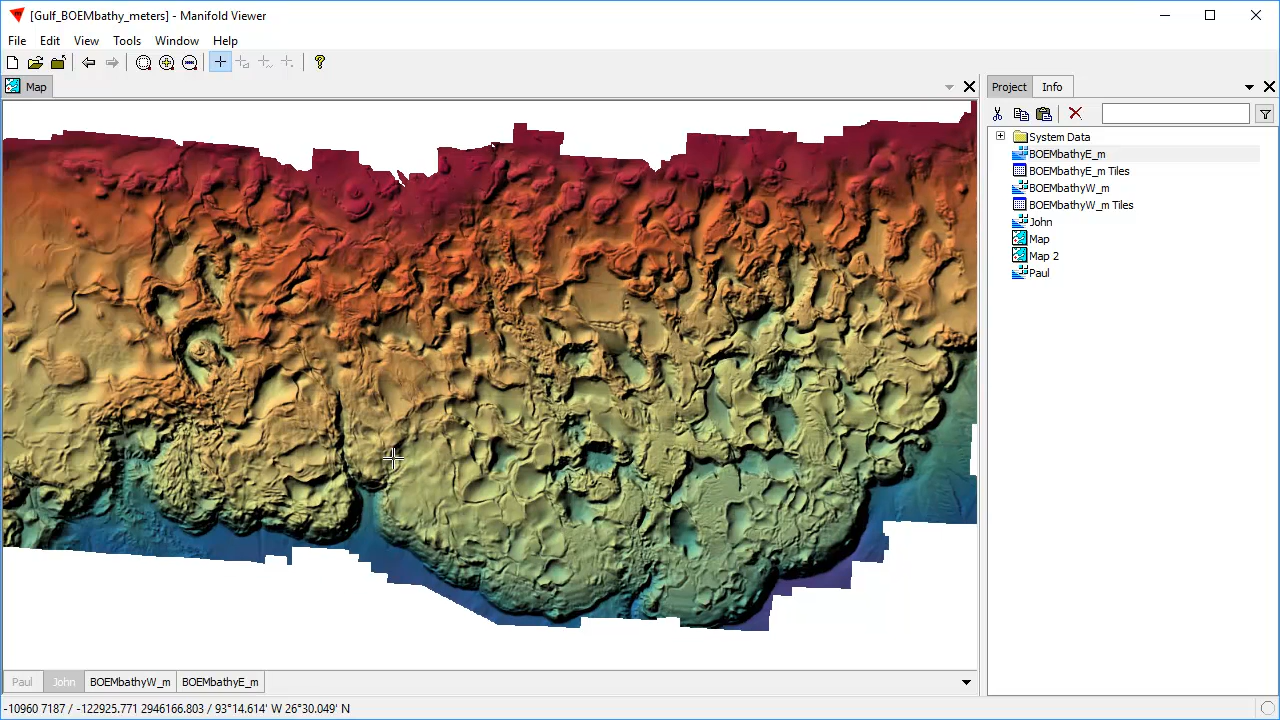 [Gulf_BOEMbathy_meters] - Manifold Viewer
File Edit View Tools Window Help
Map
Project Info
System Data
BOEMbathyE_m
BOEMbathyE_m Tiles
BOEMbathyW_m
BOEMbathyW_m Tiles
John
Map
Map 2
Paul
Paul John BOEMbathyW_m BOEMbathyE_m
-10960 7187 / -122925.771 2946166.803 / 93°14.614' W 26°30.049' N